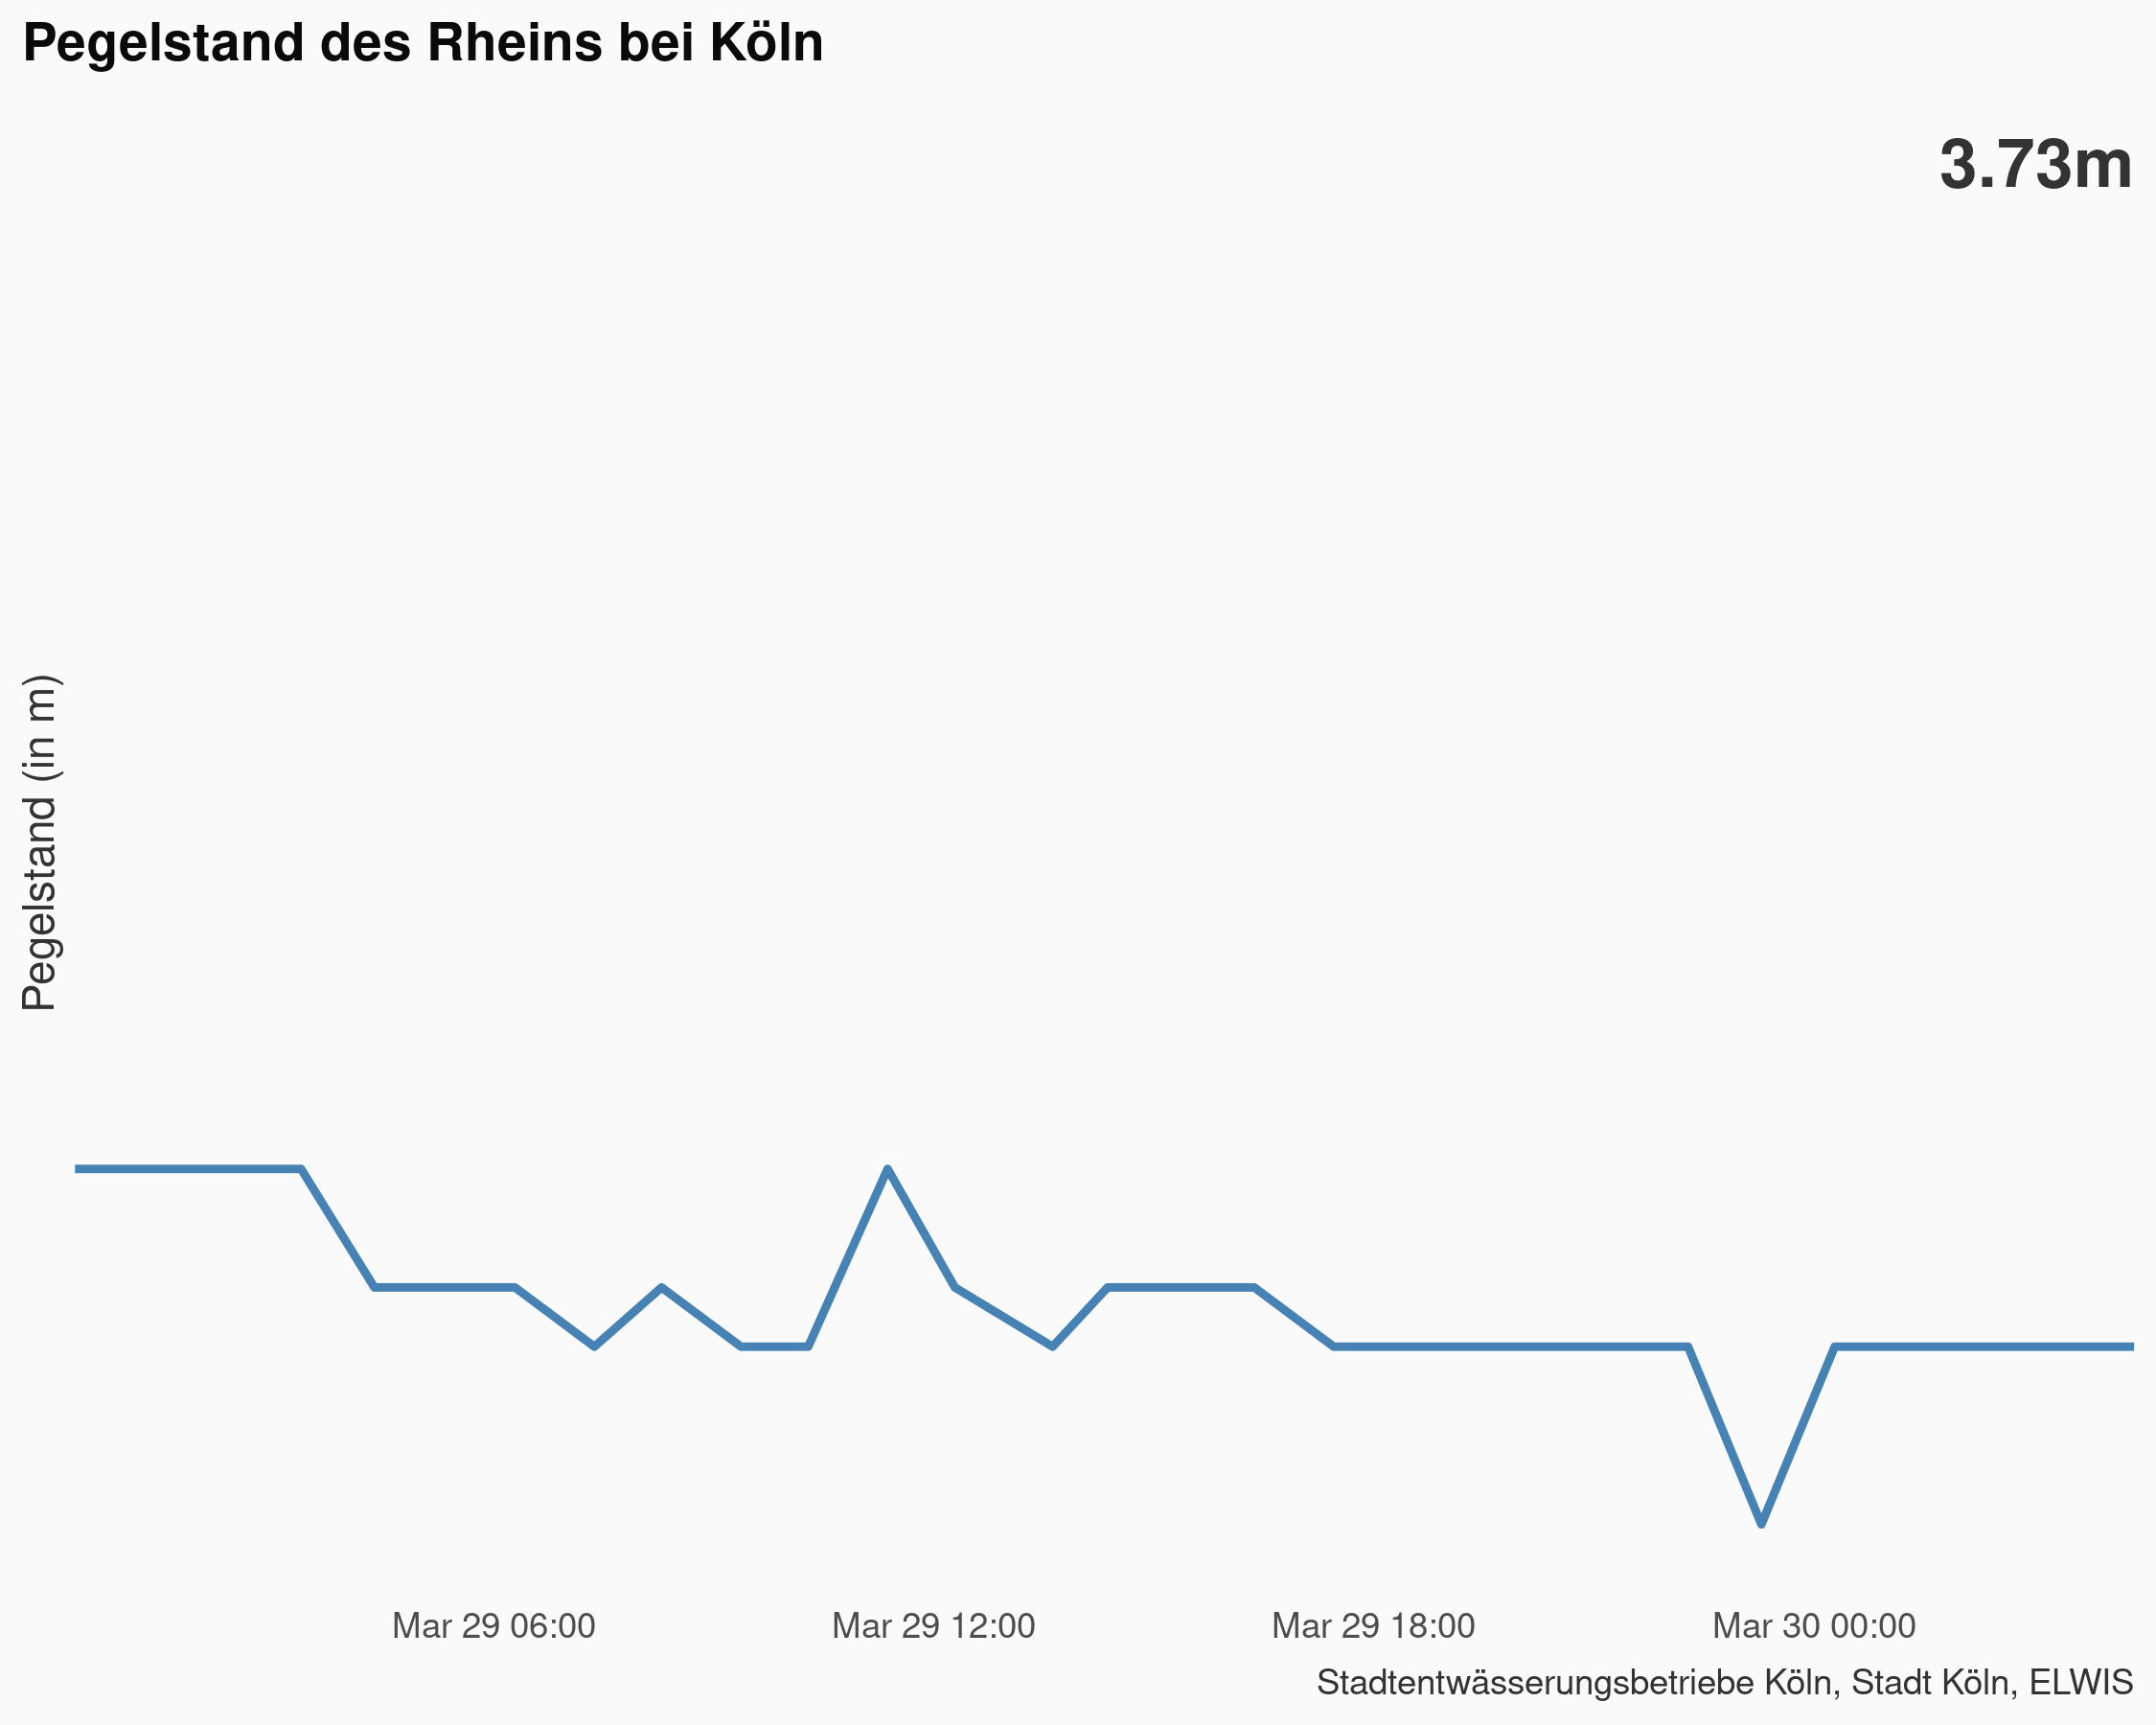 Pegelstand des Rheins bei Köln
3.73m
Pegelstand (in m)
Mar 29 06:00
Mar 29 12:00
Mar 29 18:00
Mar 30 00:00
Stadtentwässerungsbetriebe Köln, Stadt Köln, ELWIS